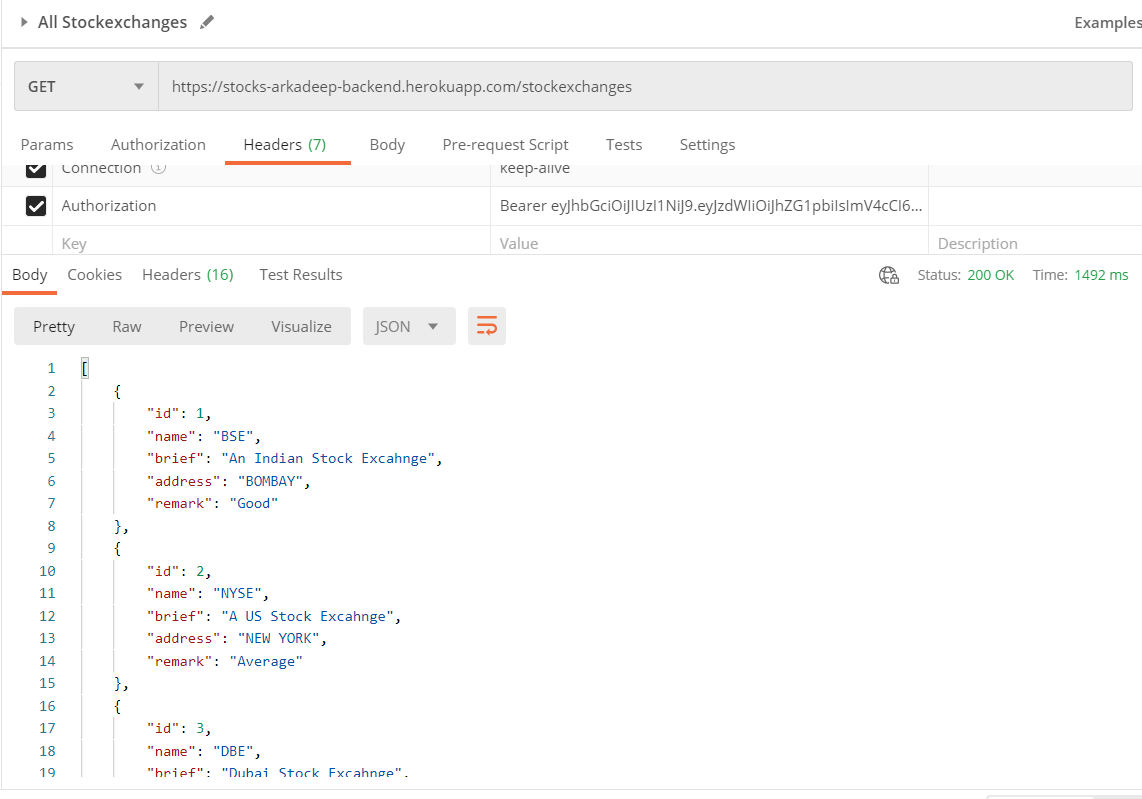 All Stockexchanges
Examples
GET https://stocks-arkadeep-backend.herokuapp.com/stockexchanges
Params Authorization Headers (7) Body Pre-request Script Tests Settings
Connection keep-alive
Authorization Bearer eyJhbGciOiJIUzI1NiJ9.eyJzdWIiOiJhZG1pbiIsImV4cCI6...
Key Value Description
Body Cookies Headers (16) Test Results Status: 200 OK Time: 1492 ms
Pretty Raw Preview Visualize JSON
1 [
2 {
3 "id": 1,
4 "name": "BSE",
5 "brief": "An Indian Stock Excahnge",
6 "address": "BOMBAY",
7 "remark": "Good"
8 },
9 {
10 "id": 2,
11 "name": "NYSE",
12 "brief": "A US Stock Excahnge",
13 "address": "NEW YORK",
14 "remark": "Average"
15 },
16 {
17 "id": 3,
18 "name": "DBE",
19 "brief": "Dubai Stock Excahnge",